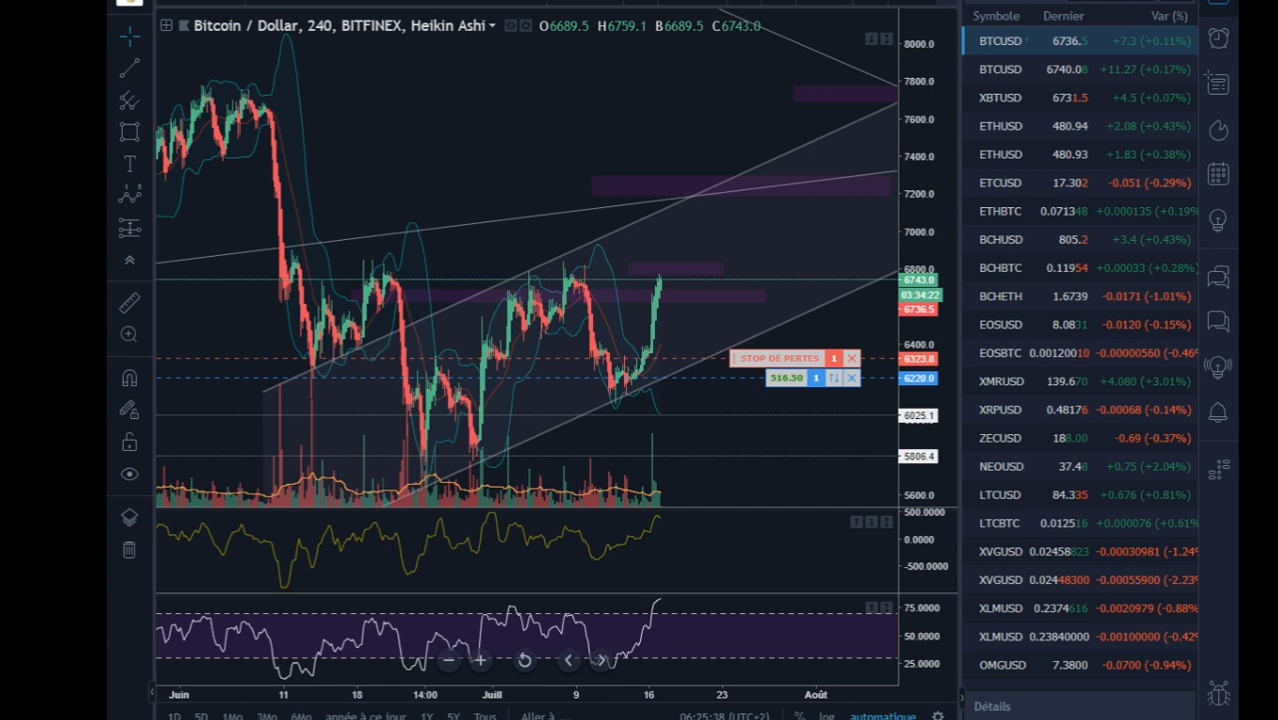 Bitcoin / Dollar, 240, BITFINEX, Heikin Ashi O6689.5 H6759.1 B6689.5 C6743.0
8000.0
7800.0
7600.0
7400.0
7200.0
7000.0
6800.0
6743.0
03:34:22
6736.5
6400.0
STOP DE PERTES 1
6323.8
516.50 1
6220.0
6025.1
5806.4
5600.0
500.0000
0.0000
-500.0000
75.0000
50.0000
25.0000
Juin 11 18 14:00 Juill 9 16 23 Août
1D 5D 1Mo 3Mo 6Mo année à ce jour 1Y 5Y Tous Aller à... 06:25:38 (UTC+2) % log automatique
Symbole Dernier Var (%)
BTCUSD 6736.5 +7.3 (+0.11%)
BTCUSD 6740.08 +11.27 (+0.17%)
XBTUSD 6731.5 +4.5 (+0.07%)
ETHUSD 480.94 +2.08 (+0.43%)
ETHUSD 480.93 +1.83 (+0.38%)
ETCUSD 17.302 -0.051 (-0.29%)
ETHBTC 0.071348 +0.000135 (+0.19%
BCHUSD 805.2 +3.4 (+0.43%)
BCHBTC 0.11954 +0.00033 (+0.28%
BCHETH 1.6739 -0.0171 (-1.01%)
EOSUSD 8.0831 -0.0120 (-0.15%)
EOSBTC 0.00120010 -0.00000560 (-0.46%
XMRUSD 139.670 +4.080 (+3.01%)
XRPUSD 0.48176 -0.00068 (-0.14%)
ZECUSD 188.00 -0.69 (-0.37%)
NEOUSD 37.48 +0.75 (+2.04%)
LTCUSD 84.335 +0.676 (+0.81%)
LTCBTC 0.012516 +0.000076 (+0.61%
XVGUSD 0.02458823 -0.00030981 (-1.24%
XVGUSD 0.02448300 -0.00055900 (-2.23%
XLMUSD 0.2374616 -0.0020979 (-0.88%
XLMUSD 0.23840000 -0.00100000 (-0.42%
OMGUSD 7.3800 -0.0700 (-0.94%)
Détails